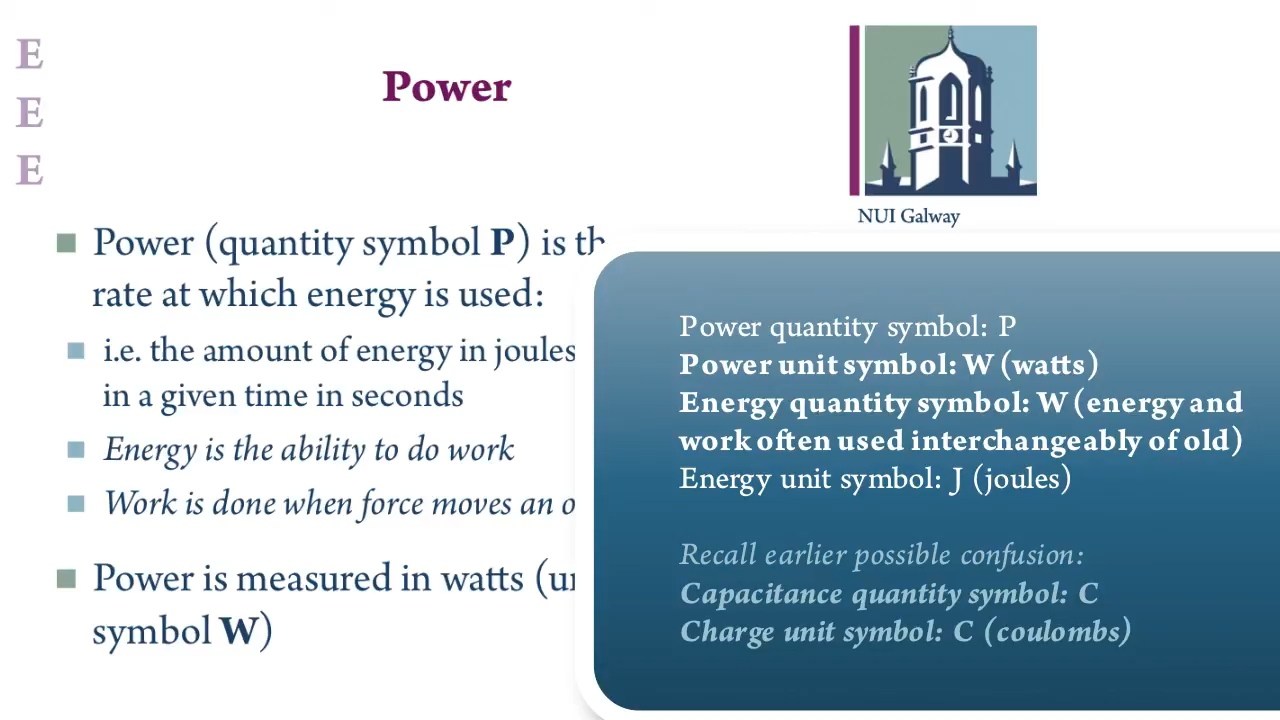 E
E
E
Power
NUI Galway
Power (quantity symbol P) is th
rate at which energy is used:
i.e. the amount of energy in joules
in a given time in seconds
Energy is the ability to do work
Work is done when force moves an o
Power is measured in watts (un
symbol W)
Power quantity symbol: P
Power unit symbol: W (watts)
Energy quantity symbol: W (energy and
work often used interchangeably of old)
Energy unit symbol: J (joules)
Recall earlier possible confusion:
Capacitance quantity symbol: C
Charge unit symbol: C (coulombs)